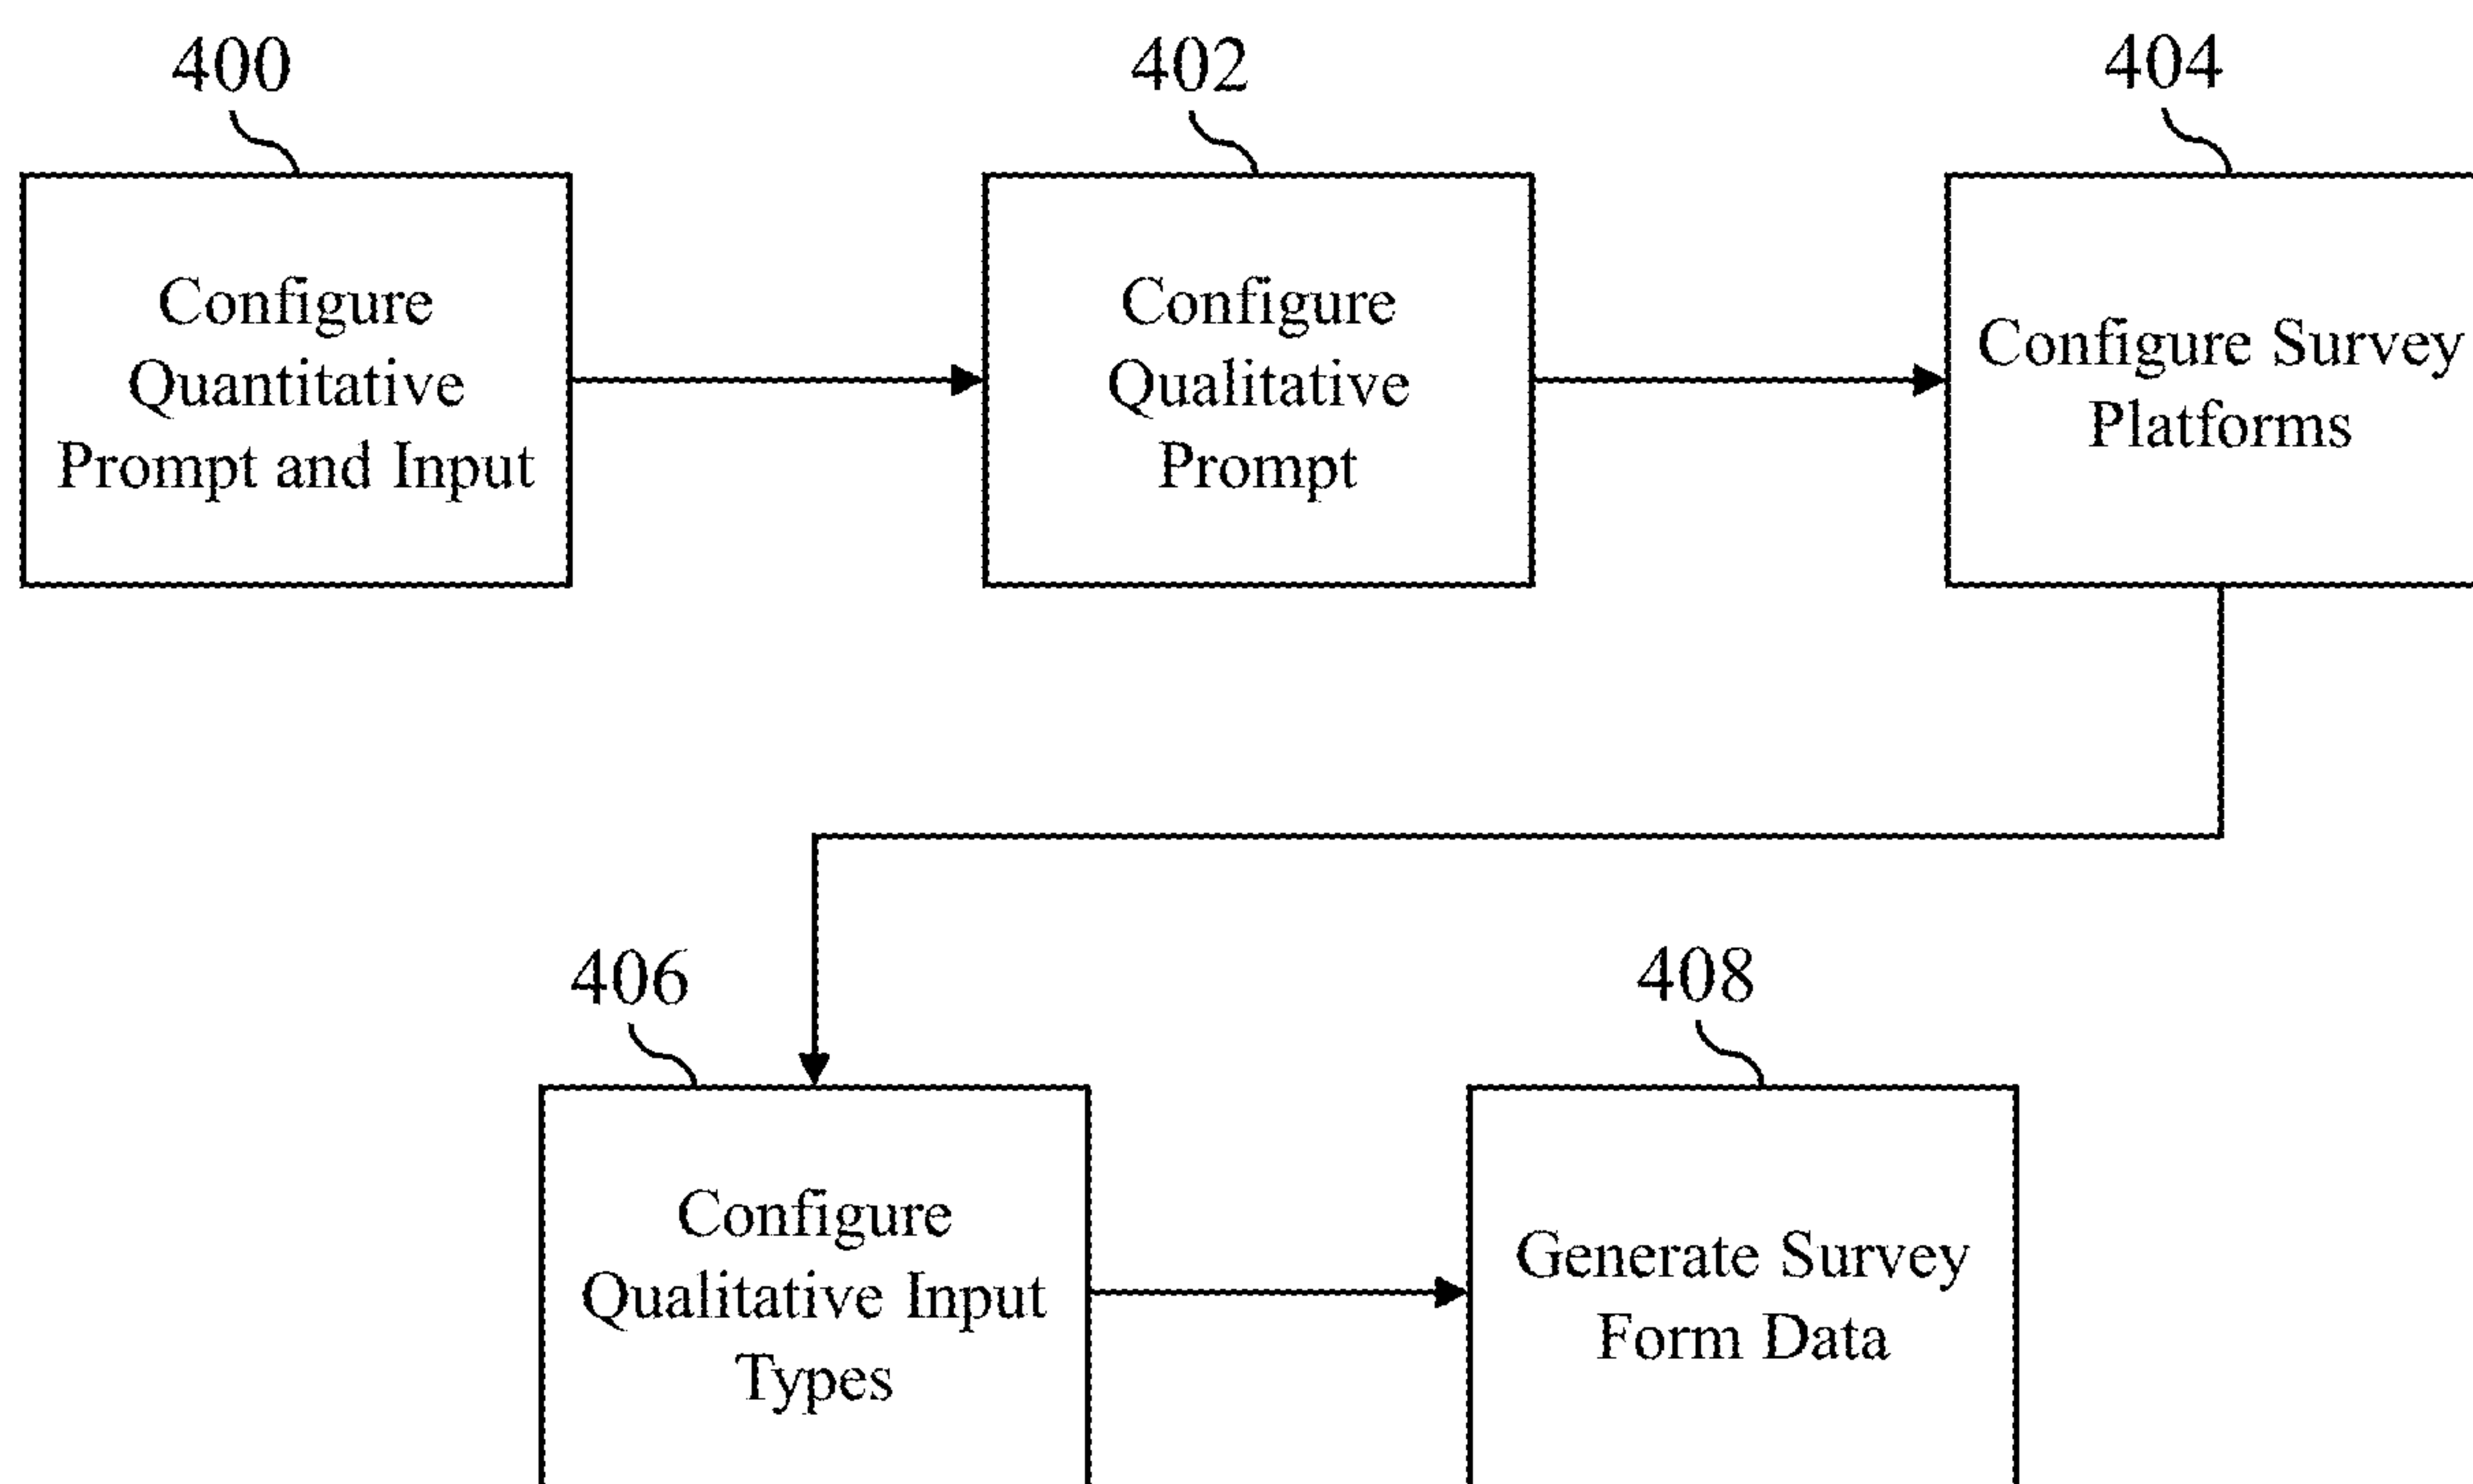 400
402
404
Configure
Quantitative
Prompt and Input
Configure
Qualitative
Prompt
Configure Survey
Platforms
406
408
Configure
Qualitative Input
Types
Generate Survey
Form Data